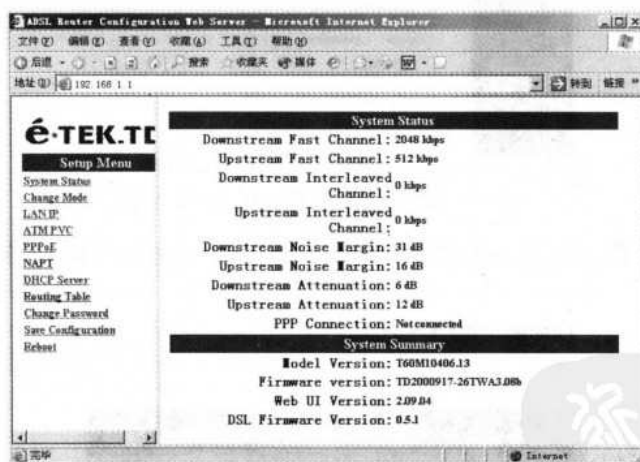 ADSL Router Configuration Web Server - Microsoft Internet Explorer
文件(F) 编辑(E) 查看(V) 收藏(A) 工具(T) 帮助(H)
后退 搜索 收藏夹 媒体
地址(D) 192.168.1.1 转到 链接 »
é·TEK.TD
Setup Menu
System Status
Change Mode
LAN IP
ATM PVC
PPPoE
NAPT
DHCP Server
Routing Table
Change Password
Save Configuration
Reboot
System Status
Downstream Fast Channel: 2048 kbps
Upstream Fast Channel: 512 kbps
Downstream Interleaved
Channel: 0 kbps
Upstream Interleaved
Channel: 0 kbps
Downstream Noise Margin: 31 dB
Upstream Noise Margin: 16 dB
Downstream Attenuation: 6 dB
Upstream Attenuation: 12 dB
PPP Connection: Not connected
System Summary
Model Version: T60M10406.13
Firmware version: TD2000917-26TWA3.08b
Web UI Version: 2.09.04
DSL Firmware Version: 0.5.1
完毕 Internet